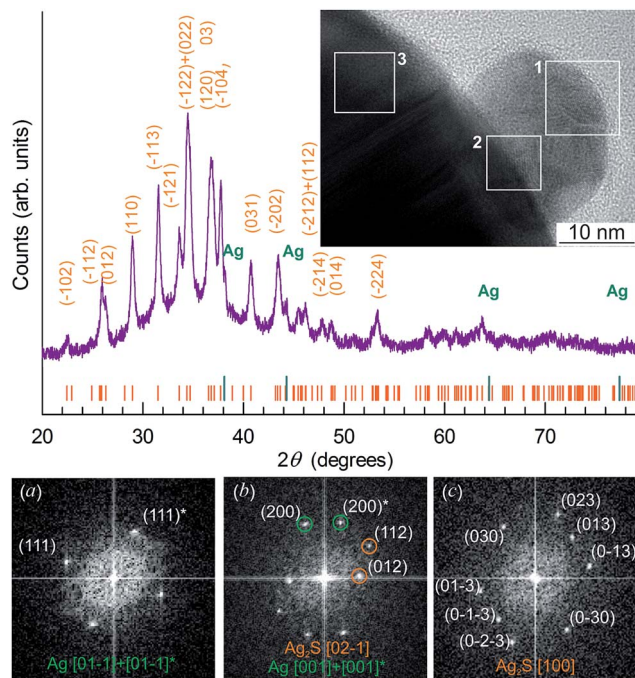 Counts (arb. units)
(-102)
(-112)
(012)
(110)
(-113)
(-121)
(-122)+(022)
(120)
03)
(-104,
Ag
(031)
(-202)
Ag
(-212)+(112)
(-214)
(014)
(-224)
Ag
Ag
3
1
2
10 nm
20
30
40
50
60
70
2θ (degrees)
(a)
(111)*
(111)
Ag [01-1]+[01-1]*
(b)
(200)
(200)*
(112)
(012)
Ag₂S [02-1]
Ag [001]+[001]*
(c)
(023)
(030)
(013)
(0-13)
(01-3)
(0-1-3)
(0-30)
(0-2-3)
Ag₂S [100]